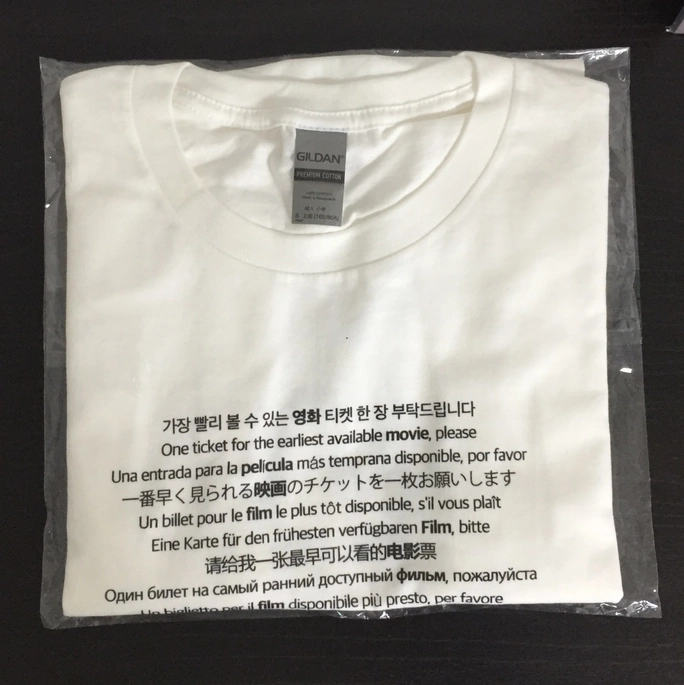 GILDAN
PREMIUM COTTON
가장 빨리 볼 수 있는 영화 티켓 한 장 부탁드립니다
One ticket for the earliest available movie, please
Una entrada para la película más temprana disponible, por favor
一番早く見られる映画のチケットを一枚お願いします
Un billet pour le film le plus tôt disponible, s'il vous plaît
Eine Karte für den frühesten verfügbaren Film, bitte
请给我一张最早可以看的电影票
Один билет на самый ранний доступный фильм, пожалуйста
Un biglietto per il film disponibile più presto, per favore